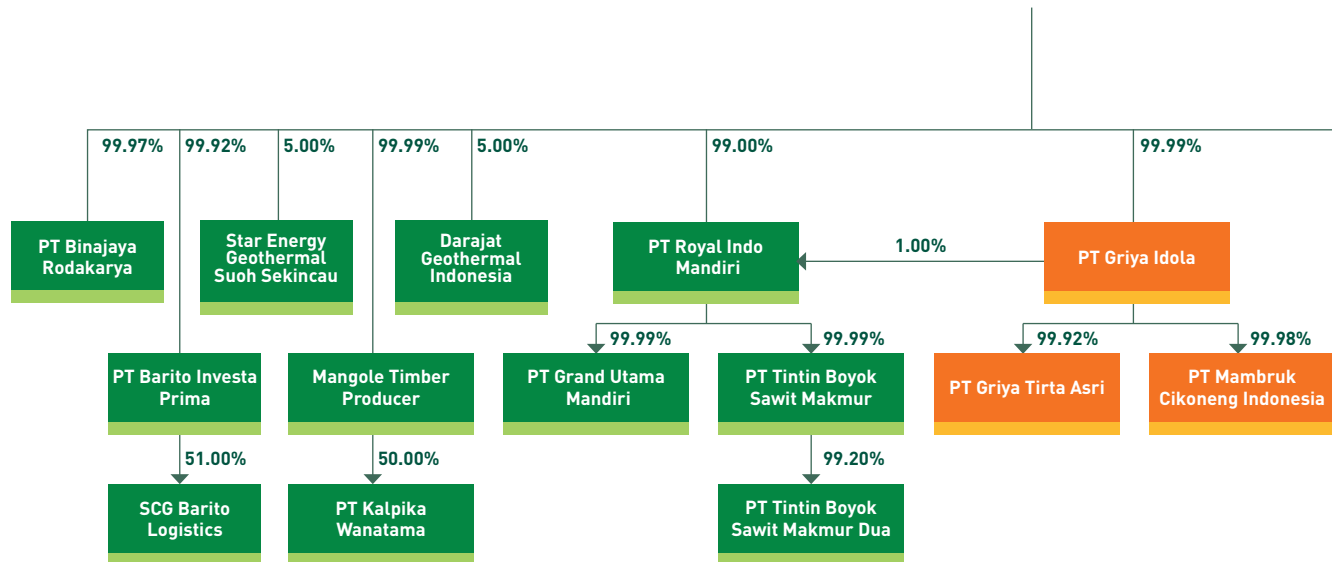 99.97%
99.92%
5.00%
99.99%
5.00%
99.00%
99.99%
PT Binajaya
Rodakarya
Star Energy
Geothermal
Suoh Sekincau
Darajat
Geothermal
Indonesia
PT Royal Indo
Mandiri
1.00%
PT Griya Idola
99.99%
99.99%
99.92%
99.98%
PT Barito Investa
Prima
Mangole Timber
Producer
PT Grand Utama
Mandiri
PT Tintin Boyok
Sawit Makmur
PT Griya Tirta Asri
PT Mambruk
Cikoneng Indonesia
51.00%
50.00%
99.20%
SCG Barito
Logistics
PT Kalpika
Wanatama
PT Tintin Boyok
Sawit Makmur Dua